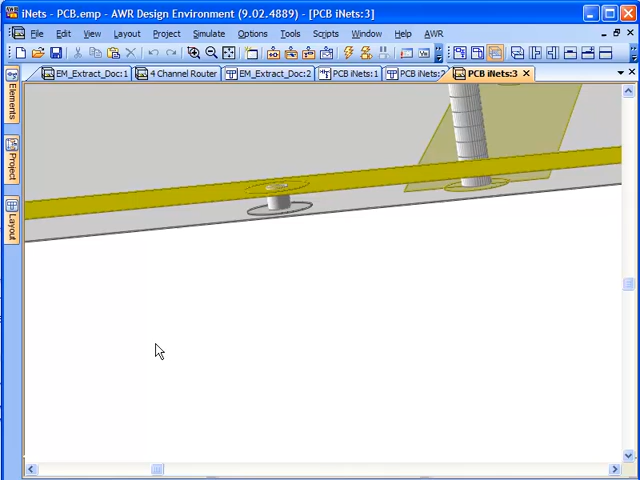 iNets - PCB.emp - AWR Design Environment (9.02.4889) - [PCB iNets:3]
File Edit View Layout Project Simulate Options Tools Scripts Window Help AWR
EM_Extract_Doc:1 4 Channel Router EM_Extract_Doc:2 PCB iNets:1 PCB iNets:2 PCB iNets:3
Elements
Project
Layout